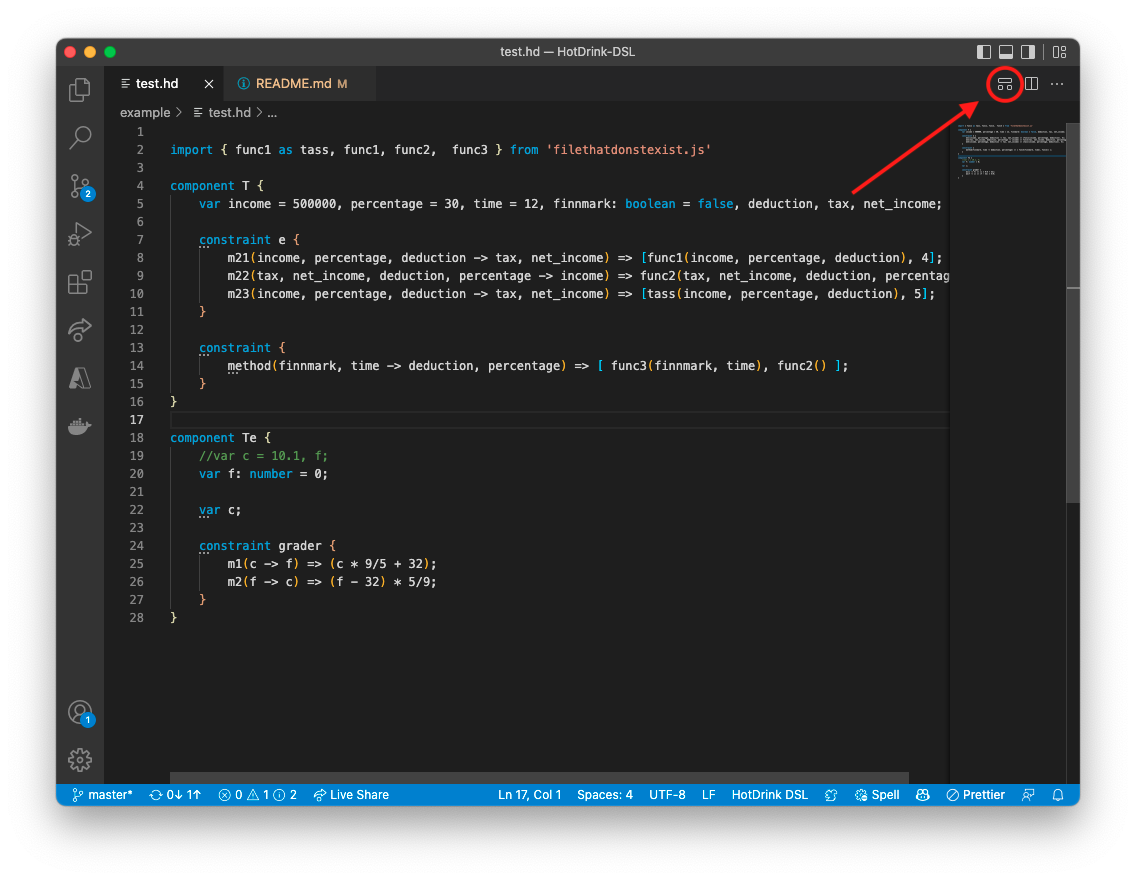 test.hd — HotDrink-DSL
test.hd README.md M
example > test.hd > ...
1
2 import { func1 as tass, func1, func2,  func3 } from 'filethatdonstexist.js'
3
4 component T {
5 var income = 500000, percentage = 30, time = 12, finnmark: boolean = false, deduction, tax, net_income;
6
7 constraint e {
8 m21(income, percentage, deduction -> tax, net_income) => [func1(income, percentage, deduction), 4];
9 m22(tax, net_income, deduction, percentage -> income) => func2(tax, net_income, deduction, percentag
10 m23(income, percentage, deduction -> tax, net_income) => [tass(income, percentage, deduction), 5];
11 }
12
13 constraint {
14 method(finnmark, time -> deduction, percentage) => [ func3(finnmark, time), func2() ];
15 }
16 }
17
18 component Te {
19 //var c = 10.1, f;
20 var f: number = 0;
21
22 var c;
23
24 constraint grader {
25 m1(c -> f) => (c * 9/5 + 32);
26 m2(f -> c) => (f - 32) * 5/9;
27 }
28 }
2
1
master* 0↓ 1↑ 0 1 2 Live Share Ln 17, Col 1 Spaces: 4 UTF-8 LF HotDrink DSL Spell Prettier